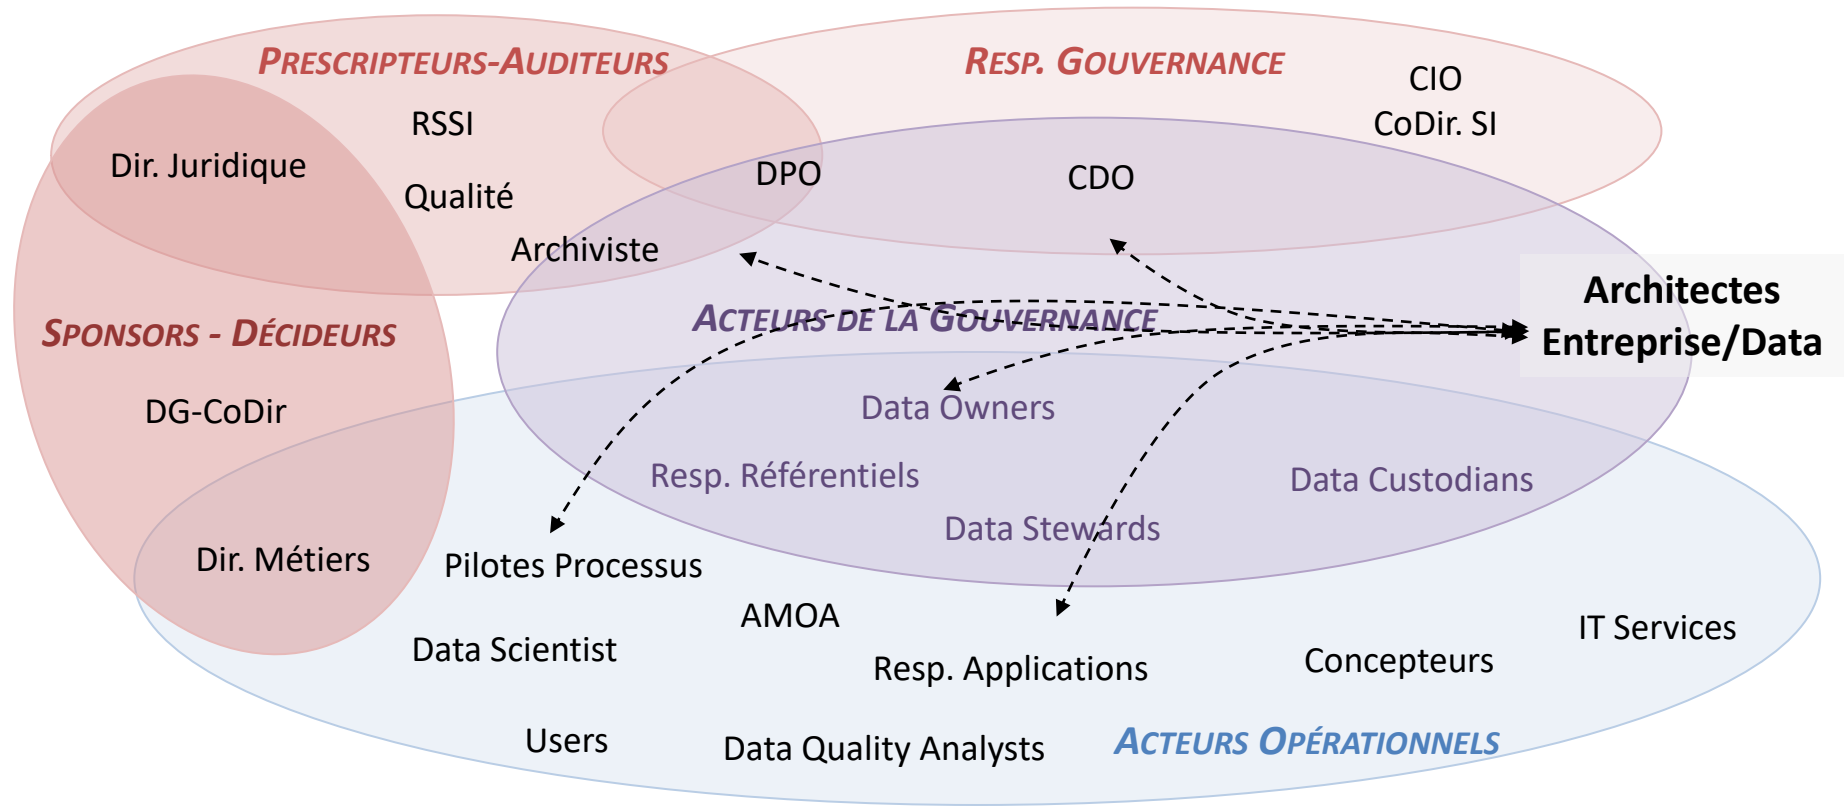 PRESCRIPTEURS-AUDITEURS
RESP. GOUVERNANCE
CIO
CoDir. SI
RSSI
Dir. Juridique
DPO
CDO
Qualité
Archiviste
Architectes
Entreprise/Data
SPONSORS - DÉCIDEURS
ACTEURS DE LA GOUVERNANCE
DG-CoDir
Data Owners
Resp. Référentiels
Data Custodians
Data Stewards
Dir. Métiers
Pilotes Processus
AMOA
IT Services
Data Scientist
Resp. Applications
Concepteurs
Users
Data Quality Analysts
ACTEURS OPÉRATIONNELS